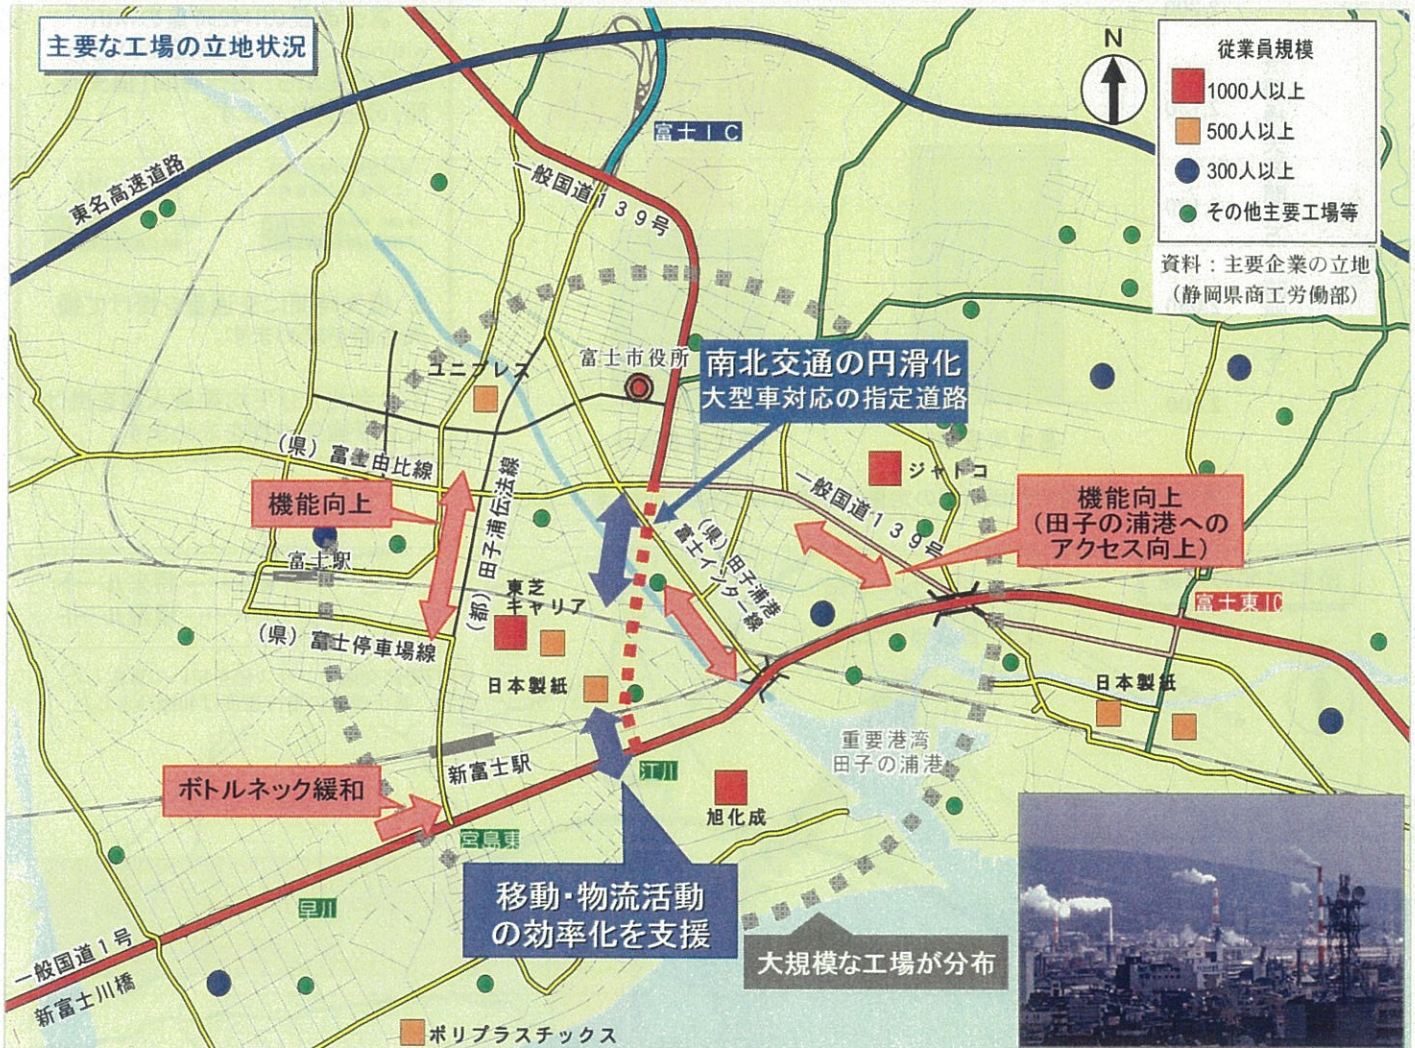 主要な工場の立地状況
N
従業員規模
1000人以上
500人以上
300人以上
その他主要工場等
資料：主要企業の立地
（静岡県商工労働部）
富士IC
東名高速道路
一般国道139号
富士市役所
南北交通の円滑化
大型車対応の指定道路
ユニプレス
（県）富士由比線
（都）田子浦伝法線
機能向上
富士駅
（県）富士停車場線
東芝
キャリア
日本製紙
（県）田子浦港
富士インター線
ジヤトコ
一般国道139号
機能向上
（田子の浦港への
アクセス向上）
富士東IC
日本製紙
重要港湾
田子の浦港
新富士駅
江川
旭化成
ボトルネック緩和
宮島東
移動・物流活動
の効率化を支援
大規模な工場が分布
早川
一般国道1号
新富士川橋
ポリプラスチックス